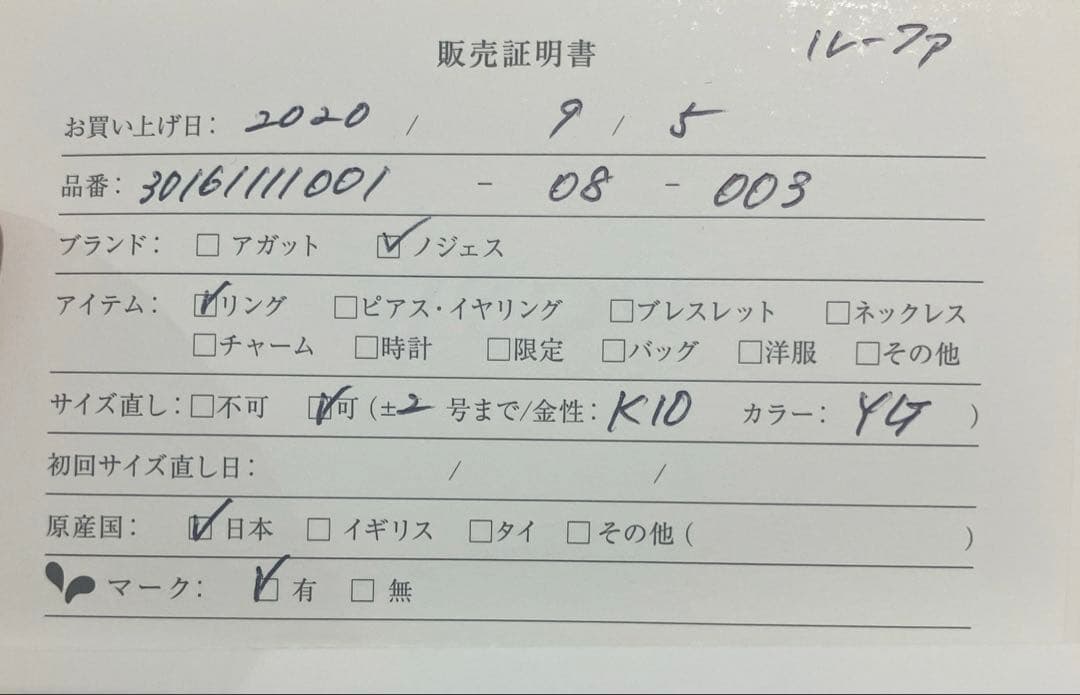 ルーファ
販売証明書
お買い上げ日: 2020 / 9 / 5
品番: 30161111001 - 08 - 003
ブランド: □ アガット ☑ ノジェス
アイテム: ☑リング □ピアス・イヤリング □ブレスレット □ネックレス
□チャーム □時計 □限定 □バッグ □洋服 □その他
サイズ直し: □不可 ☑可 (±2 号まで/金性: K10 カラー: YG )
初回サイズ直し日: / /
原産国: ☑日本 □ イギリス □タイ □ その他 ( )
マーク: ☑ 有 □ 無